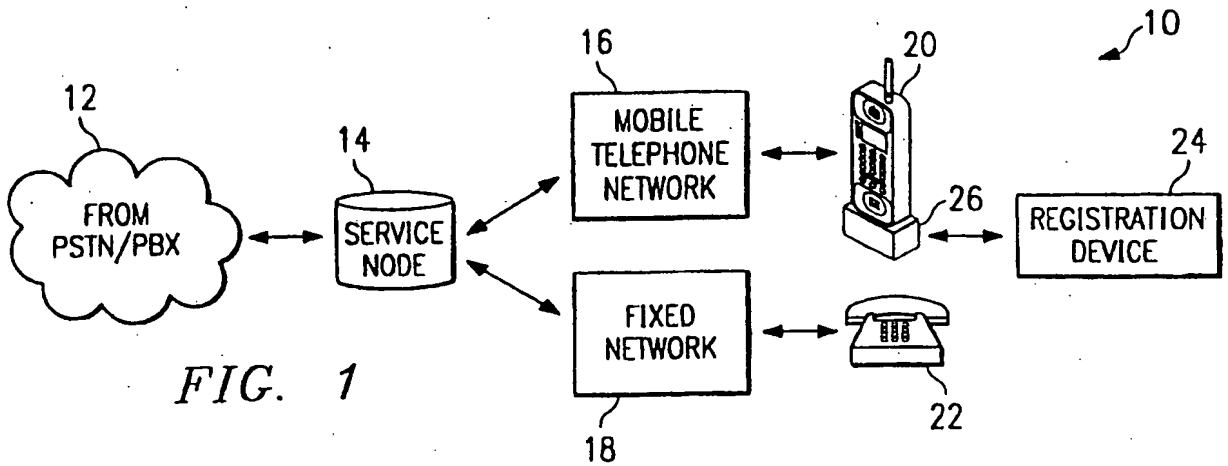 10
12
FROM
PSTN/PBX
14
SERVICE
NODE
16
MOBILE
TELEPHONE
NETWORK
18
FIXED
NETWORK
20
22
24
REGISTRATION
DEVICE
26
FIG. 1